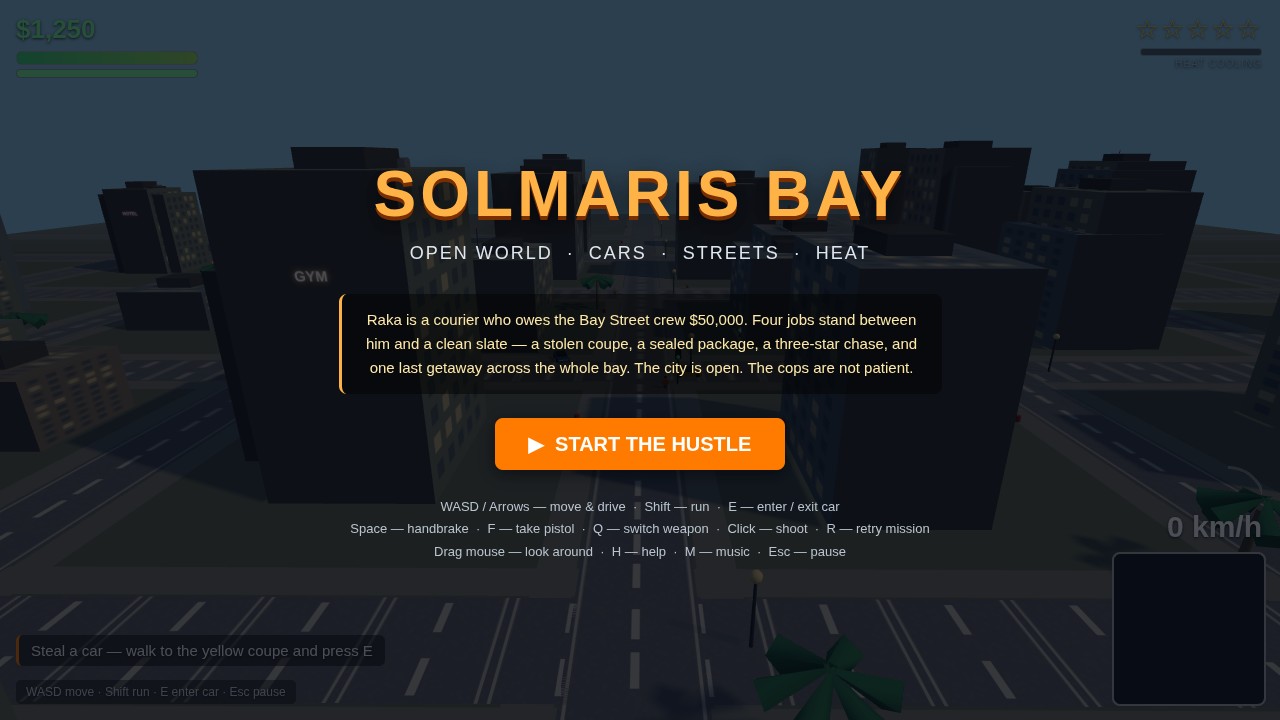 $1,250
☆☆☆☆☆
HEAT COOLING
SOLMARIS BAY
OPEN WORLD · CARS · STREETS · HEAT
GYM
Raka is a courier who owes the Bay Street crew $50,000. Four jobs stand between
him and a clean slate — a stolen coupe, a sealed package, a three-star chase, and
one last getaway across the whole bay. The city is open. The cops are not patient.
▶ START THE HUSTLE
WASD / Arrows — move & drive · Shift — run · E — enter / exit car
Space — handbrake · F — take pistol · Q — switch weapon · Click — shoot · R — retry mission
Drag mouse — look around · H — help · M — music · Esc — pause
0 km/h
Steal a car — walk to the yellow coupe and press E
WASD move · Shift run · E enter car · Esc pause